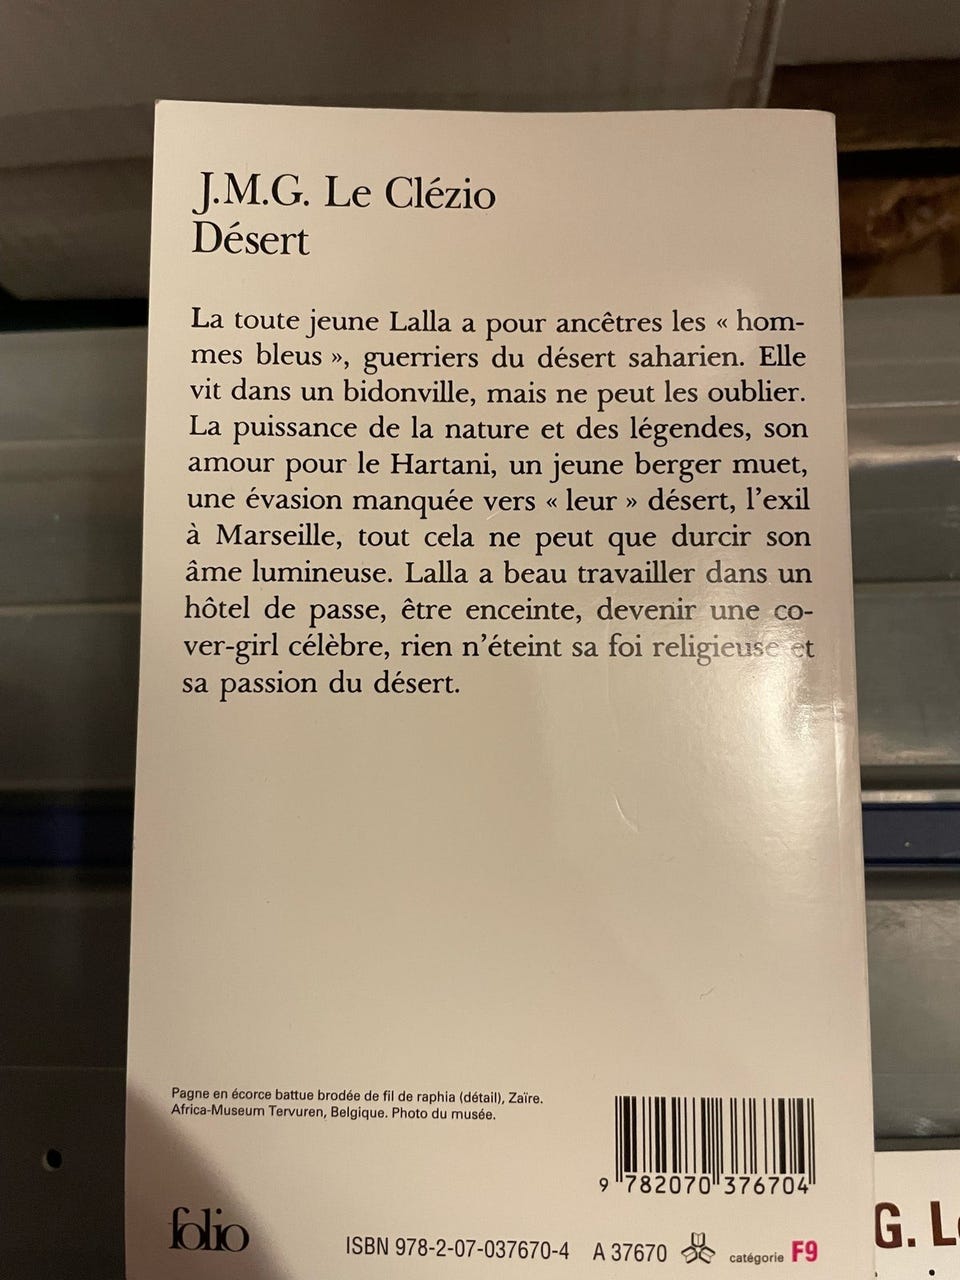 J.M.G. Le Clézio
Désert
La toute jeune Lalla a pour ancêtres les « hom-
mes bleus », guerriers du désert saharien. Elle
vit dans un bidonville, mais ne peut les oublier.
La puissance de la nature et des légendes, son
amour pour le Hartani, un jeune berger muet,
une évasion manquée vers « leur » désert, l'exil
à Marseille, tout cela ne peut que durcir son
âme lumineuse. Lalla a beau travailler dans un
hôtel de passe, être enceinte, devenir une co-
ver-girl célèbre, rien n'éteint sa foi religieuse et
sa passion du désert.
Pagne en écorce battue brodée de fil de raphia (détail), Zaïre.
Africa-Museum Tervuren, Belgique. Photo du musée.
9 782070 376704
folio
ISBN 978-2-07-037670-4 A 37670 catégorie F9
G. L